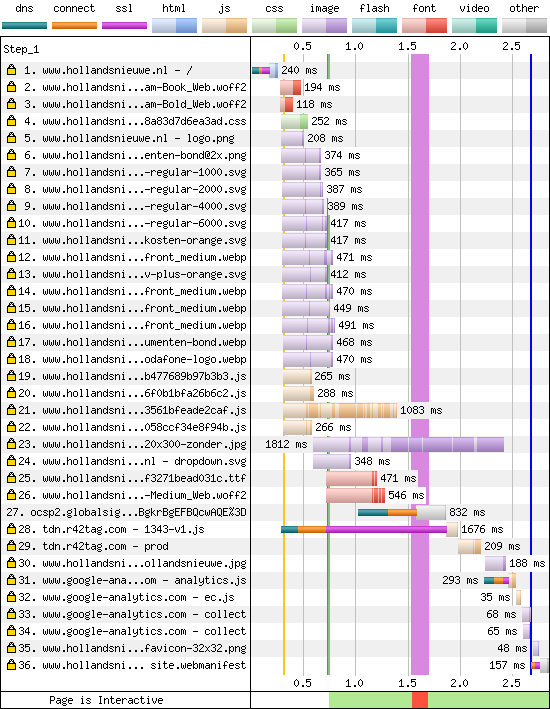 dns connect ssl html js css image flash font video other
Step_1 0.5 1.0 1.5 2.0 2.5
1. www.hollandsnieuwe.nl - / 240 ms
2. www.hollandsni...am-Book_Web.woff2 194 ms
3. www.hollandsni...am-Bold_Web.woff2 118 ms
4. www.hollandsni...8a83d7d6ea3ad.css 252 ms
5. www.hollandsnieuwe.nl - logo.png 208 ms
6. www.hollandsni...enten-bond@2x.png 374 ms
7. www.hollandsni...-regular-1000.svg 365 ms
8. www.hollandsni...-regular-2000.svg 387 ms
9. www.hollandsni...-regular-4000.svg 389 ms
10. www.hollandsni...-regular-6000.svg 417 ms
11. www.hollandsni...kosten-orange.svg 417 ms
12. www.hollandsni...front_medium.webp 471 ms
13. www.hollandsni...v-plus-orange.svg 412 ms
14. www.hollandsni...front_medium.webp 470 ms
15. www.hollandsni...front_medium.webp 449 ms
16. www.hollandsni...front_medium.webp 491 ms
17. www.hollandsni...umenten-bond.webp 468 ms
18. www.hollandsni...odafone-logo.webp 470 ms
19. www.hollandsni...b477689b97b3b3.js 265 ms
20. www.hollandsni...6f0b1bfa26b6c2.js 288 ms
21. www.hollandsni...3561bfeade2caf.js 1083 ms
22. www.hollandsni...058ccf34e8f94b.js 266 ms
23. www.hollandsni...20x300-zonder.jpg 1812 ms
24. www.hollandsni...nl - dropdown.svg 348 ms
25. www.hollandsni...f3271bead031c.ttf 471 ms
26. www.hollandsni...-Medium_Web.woff2 546 ms
27. ocsp2.globalsig...BgkrBgEFBQcwAQE%3D 832 ms
28. tdn.r42tag.com - 1343-v1.js 1676 ms
29. tdn.r42tag.com - prod 209 ms
30. www.hollandsni...ollandsnieuwe.jpg 188 ms
31. www.google-ana...om - analytics.js 293 ms
32. www.google-analytics.com - ec.js 35 ms
33. www.google-analytics.com - collect 68 ms
34. www.google-analytics.com - collect 65 ms
35. www.hollandsni...favicon-32x32.png 48 ms
36. www.hollandsni... site.webmanifest 157 ms
0.5 1.0 1.5 2.0 2.5
Page is Interactive